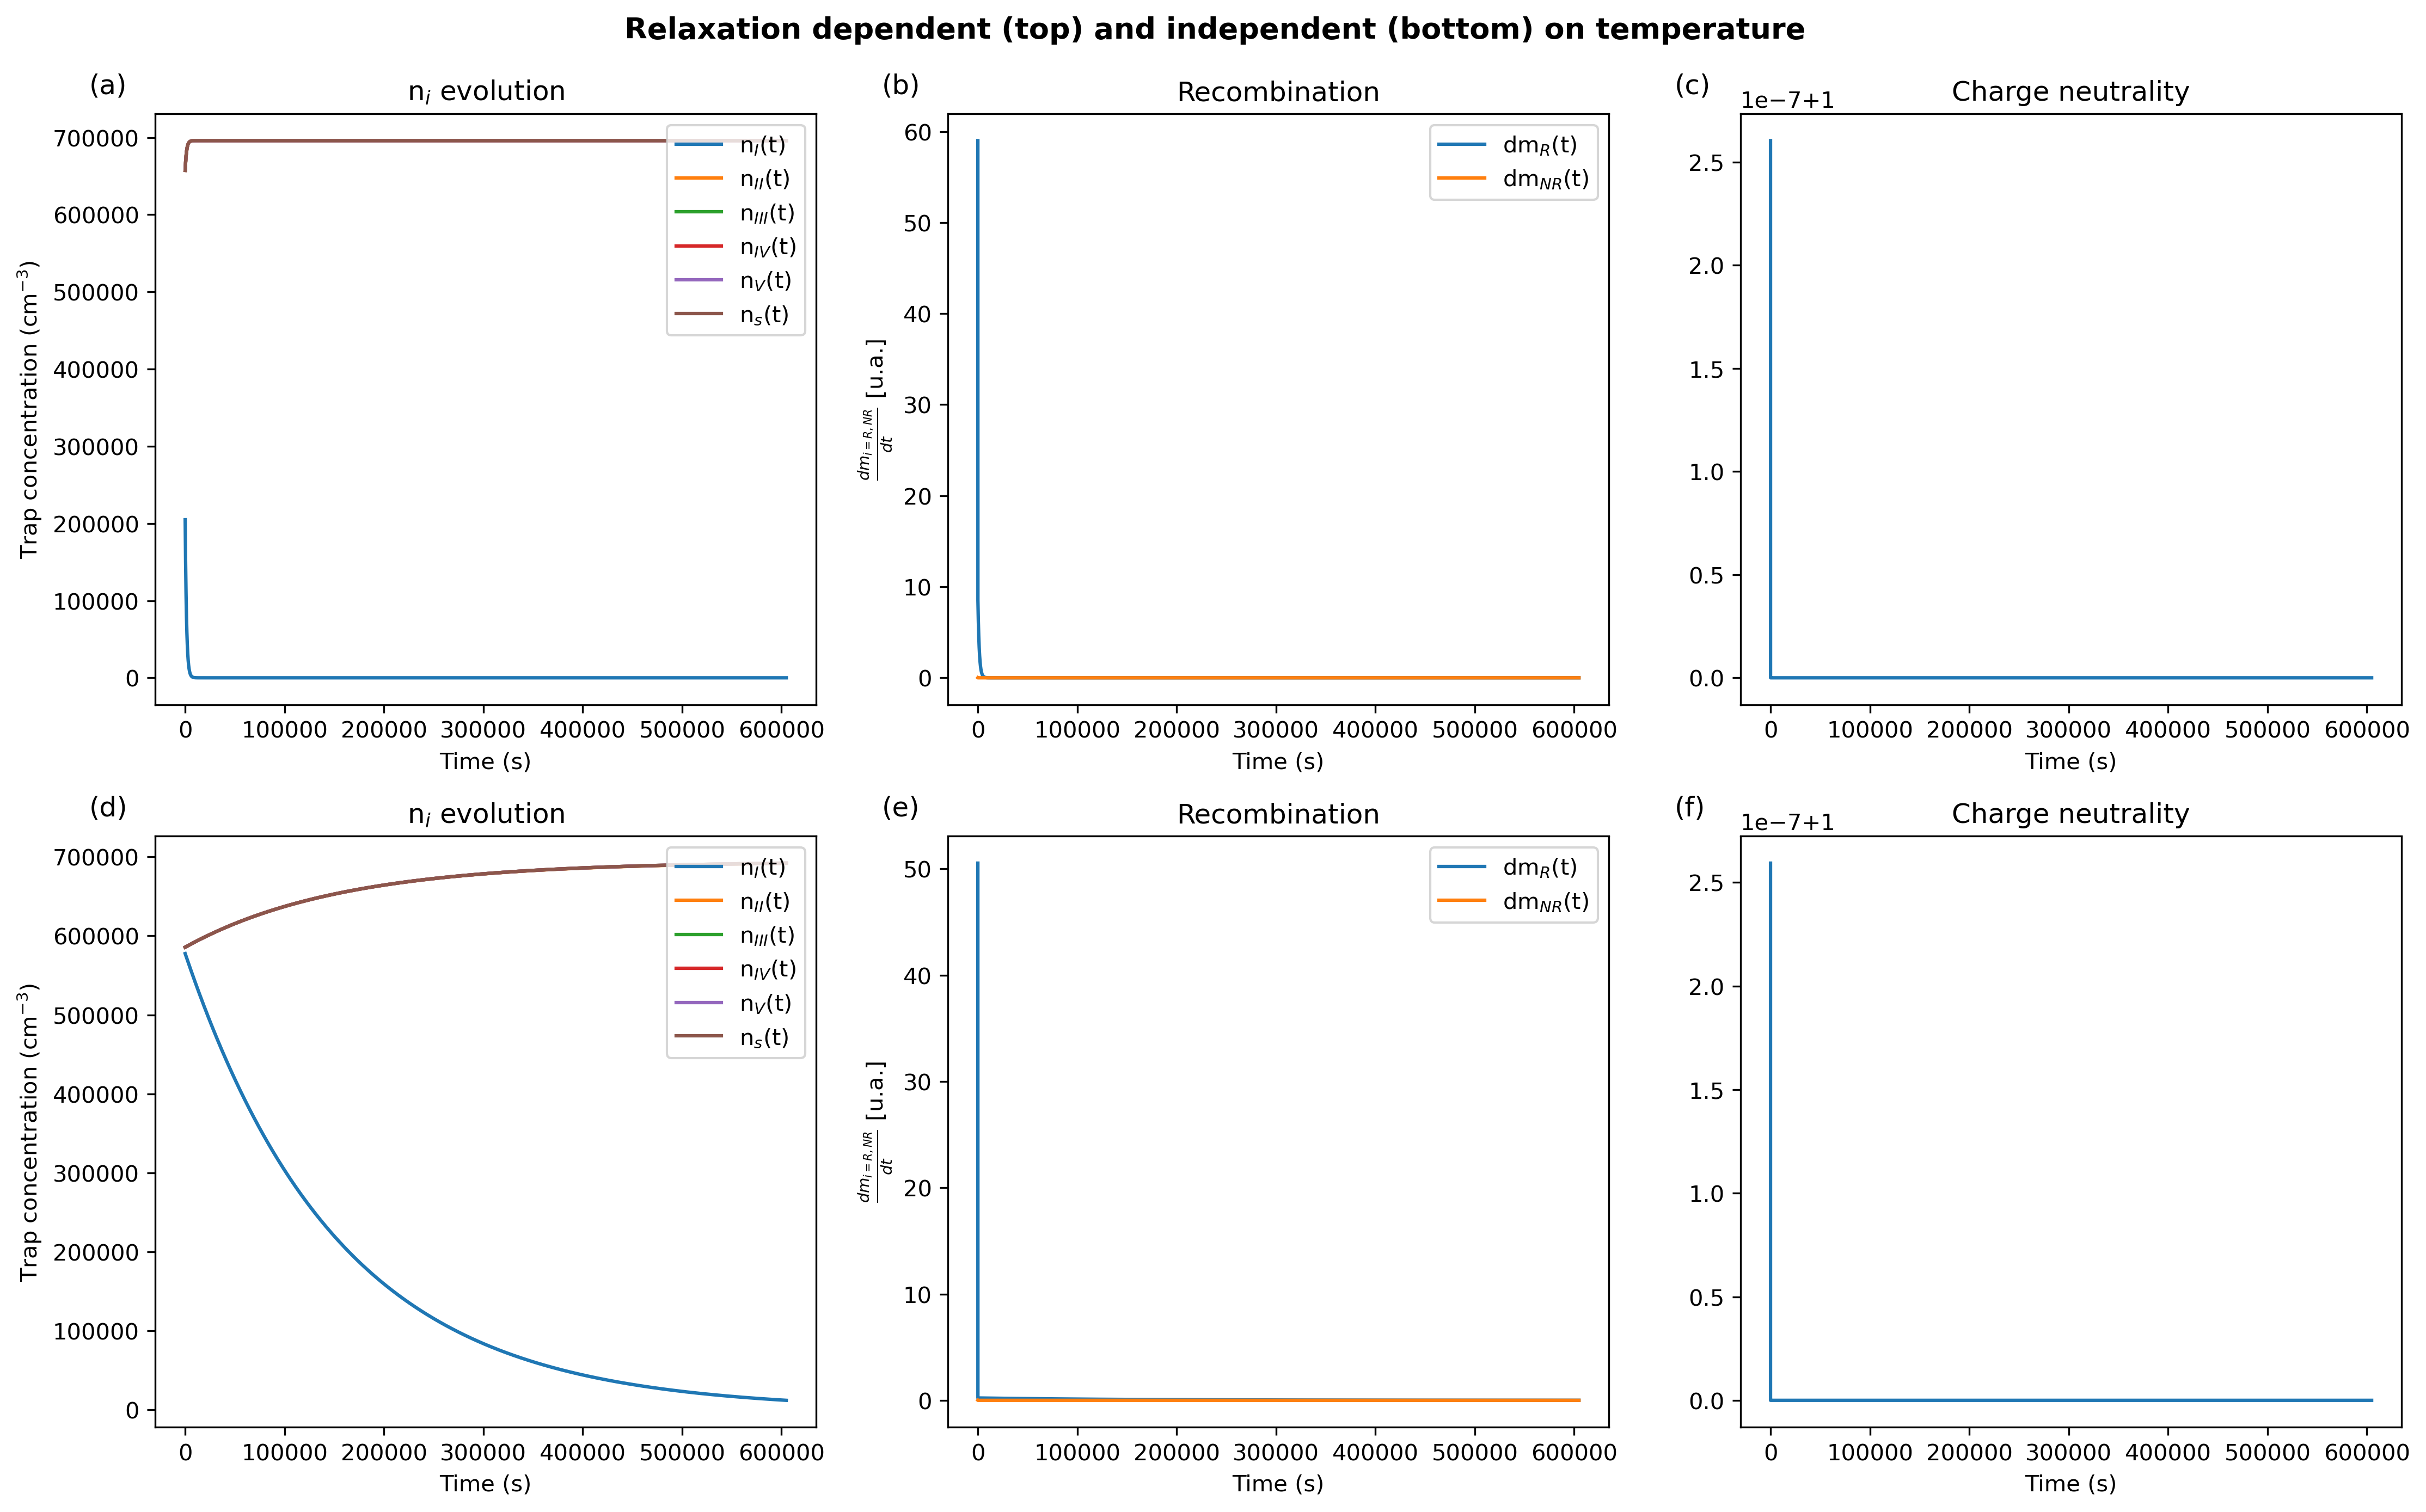 Relaxation dependent (top) and independent (bottom) on temperature
(a)
n_i evolution
700000
600000
500000
400000
300000
200000
100000
0
Trap concentration (cm⁻³)
n_I(t)
n_II(t)
n_III(t)
n_IV(t)
n_V(t)
n_s(t)
0 100000 200000 300000 400000 500000 600000
Time (s)
(b)
Recombination
60
50
40
30
20
10
0
dm_{i=R,NR}/dt [u.a.]
dm_R(t)
dm_NR(t)
0 100000 200000 300000 400000 500000 600000
Time (s)
(c)
1e−7+1
Charge neutrality
2.5
2.0
1.5
1.0
0.5
0.0
0 100000 200000 300000 400000 500000 600000
Time (s)
(d)
n_i evolution
700000
600000
500000
400000
300000
200000
100000
0
Trap concentration (cm⁻³)
n_I(t)
n_II(t)
n_III(t)
n_IV(t)
n_V(t)
n_s(t)
0 100000 200000 300000 400000 500000 600000
Time (s)
(e)
Recombination
50
40
30
20
10
0
dm_{i=R,NR}/dt [u.a.]
dm_R(t)
dm_NR(t)
0 100000 200000 300000 400000 500000 600000
Time (s)
(f)
1e−7+1
Charge neutrality
2.5
2.0
1.5
1.0
0.5
0.0
0 100000 200000 300000 400000 500000 600000
Time (s)